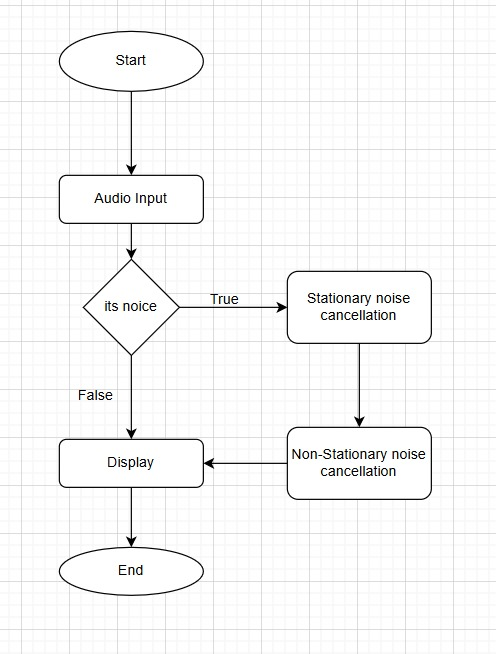 Start
Audio Input
its noice
True
Stationary noise
cancellation
False
Display
Non-Stationary noise
cancellation
End